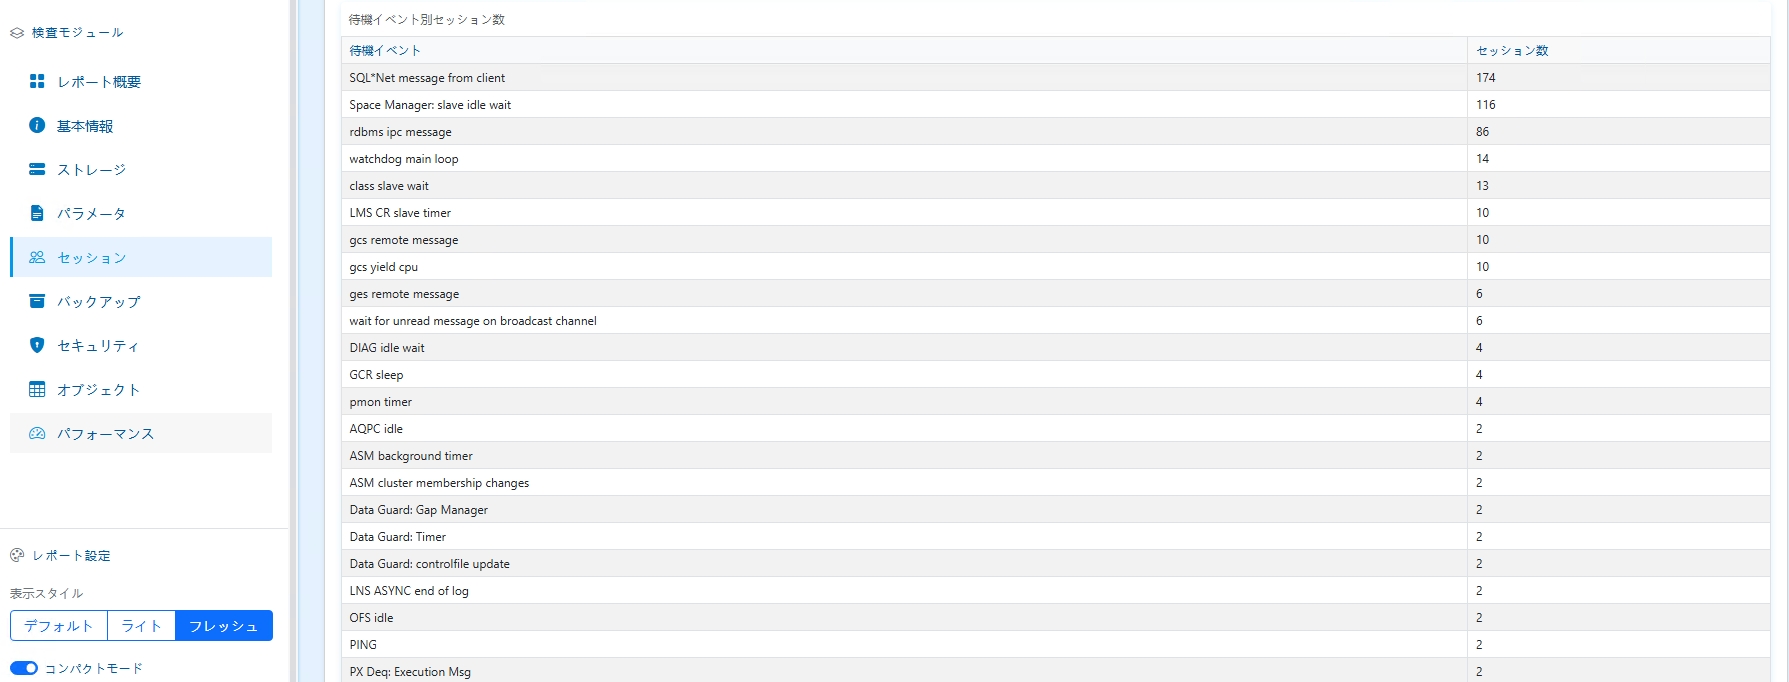 検査モジュール
レポート概要
基本情報
ストレージ
パラメータ
セッション
バックアップ
セキュリティ
オブジェクト
パフォーマンス
レポート設定
表示スタイル
デフォルト ライト フレッシュ
コンパクトモード
待機イベント別セッション数
待機イベント セッション数
SQL*Net message from client 174
Space Manager: slave idle wait 116
rdbms ipc message 86
watchdog main loop 14
class slave wait 13
LMS CR slave timer 10
gcs remote message 10
gcs yield cpu 10
ges remote message 6
wait for unread message on broadcast channel 6
DIAG idle wait 4
GCR sleep 4
pmon timer 4
AQPC idle 2
ASM background timer 2
ASM cluster membership changes 2
Data Guard: Gap Manager 2
Data Guard: Timer 2
Data Guard: controlfile update 2
LNS ASYNC end of log 2
OFS idle 2
PING 2
PX Deq: Execution Msg 2